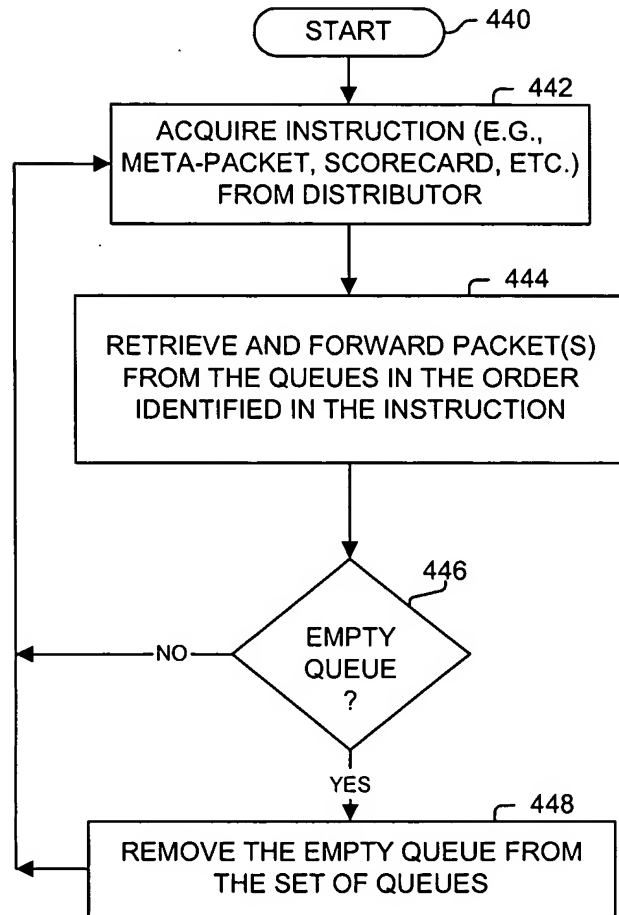 START
440
442
ACQUIRE INSTRUCTION (E.G.,
META-PACKET, SCORECARD, ETC.)
FROM DISTRIBUTOR
444
RETRIEVE AND FORWARD PACKET(S)
FROM THE QUEUES IN THE ORDER
IDENTIFIED IN THE INSTRUCTION
446
EMPTY
QUEUE
?
NO
YES
448
REMOVE THE EMPTY QUEUE FROM
THE SET OF QUEUES